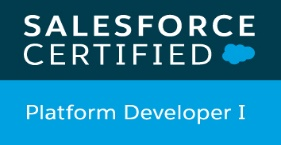 SALESFORCE
CERTIFIED
Platform Developer I